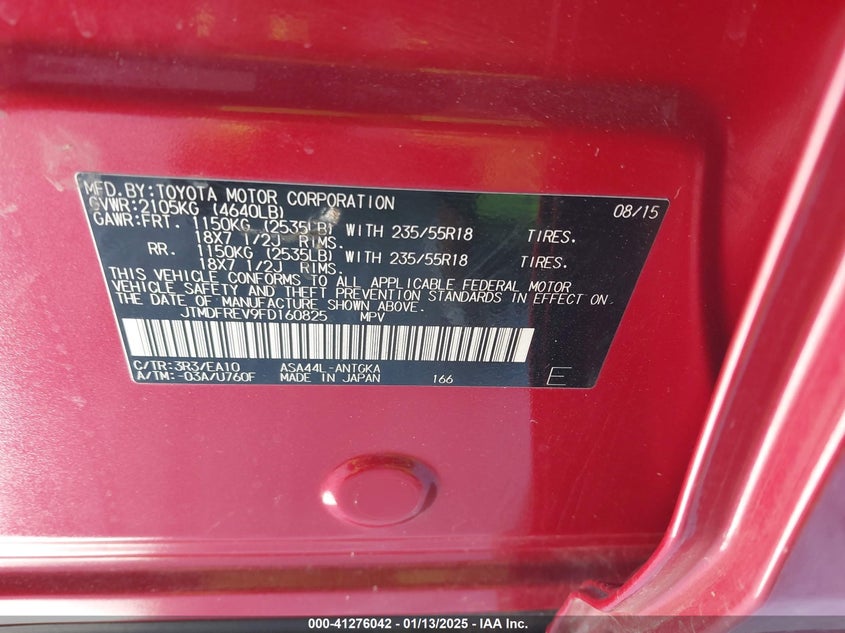 MFD.BY:TOYOTA MOTOR CORPORATION 08/15
GVWR:2105KG (4640LB)
GAWR:FRT. 1150KG (2535LB) WITH 235/55R18 TIRES.
18X7 1/2J RIMS.
RR. 1150KG (2535LB) WITH 235/55R18 TIRES.
18X7 1/2J RIMS.
THIS VEHICLE CONFORMS TO ALL APPLICABLE FEDERAL MOTOR
VEHICLE SAFETY AND THEFT PREVENTION STANDARDS IN EFFECT ON
THE DATE OF MANUFACTURE SHOWN ABOVE.
JTMDFREV9FD160825 MPV
C/TR:3R3/EA10 ASA44L-ANTGKA
A/TM:-03A/U760F MADE IN JAPAN 166 E
000-41276042 - 01/13/2025 - IAA Inc.